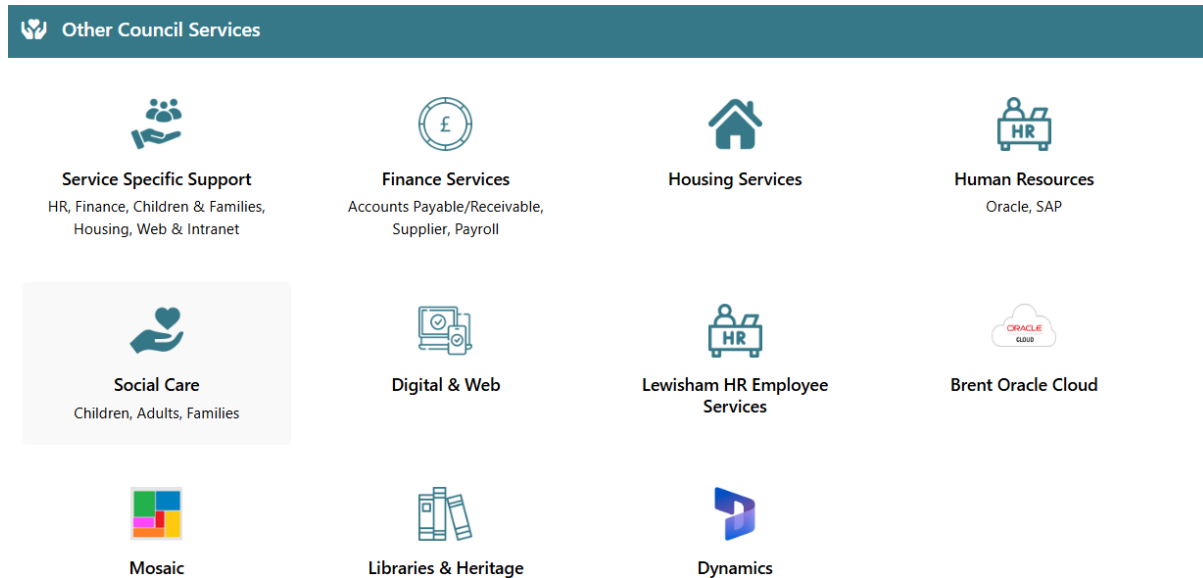 Other Council Services
Service Specific Support
HR, Finance, Children & Families,
Housing, Web & Intranet
£
Finance Services
Accounts Payable/Receivable,
Supplier, Payroll
Housing Services
HR
Human Resources
Oracle, SAP
Social Care
Children, Adults, Families
Digital & Web
HR
Lewisham HR Employee
Services
ORACLE
CLOUD
Brent Oracle Cloud
Mosaic
Libraries & Heritage
Dynamics